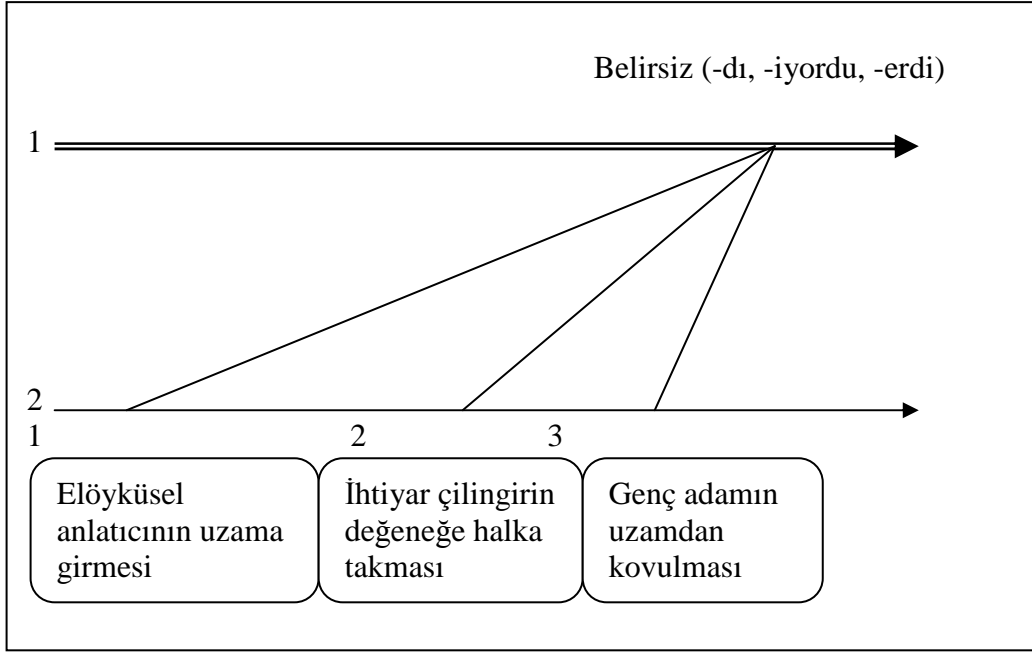 Belirsiz (-dı, -iyordu, -erdi)
1
2
1 2 3
Elöyküsel
anlatıcının uzama
girmesi
İhtiyar çilingirin
değeneğe halka
takması
Genç adamın
uzamdan
kovulması